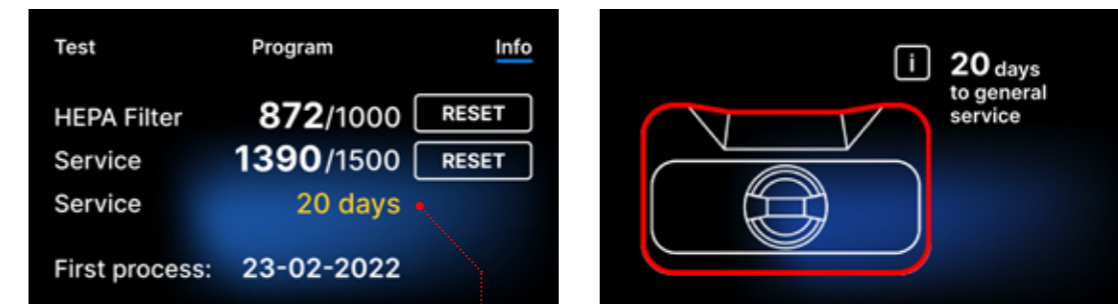 Test Program Info
HEPA Filter 872/1000 RESET
Service 1390/1500 RESET
Service 20 days
First process: 23-02-2022
i 20 days
to general
service